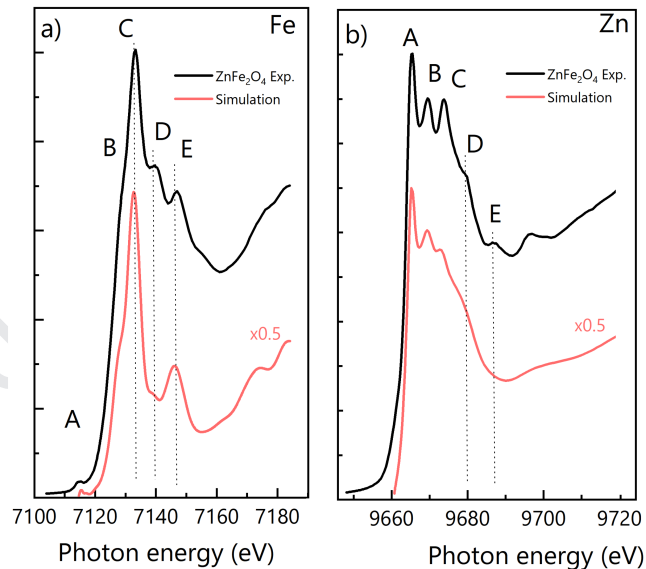 a)
Fe
C
ZnFe₂O₄ Exp.
Simulation
B
D
E
x0.5
A
7100
7120
7140
7160
7180
Photon energy (eV)
b)
Zn
A
B
C
ZnFe₂O₄ Exp.
Simulation
D
E
x0.5
9660
9680
9700
9720
Photon energy (eV)